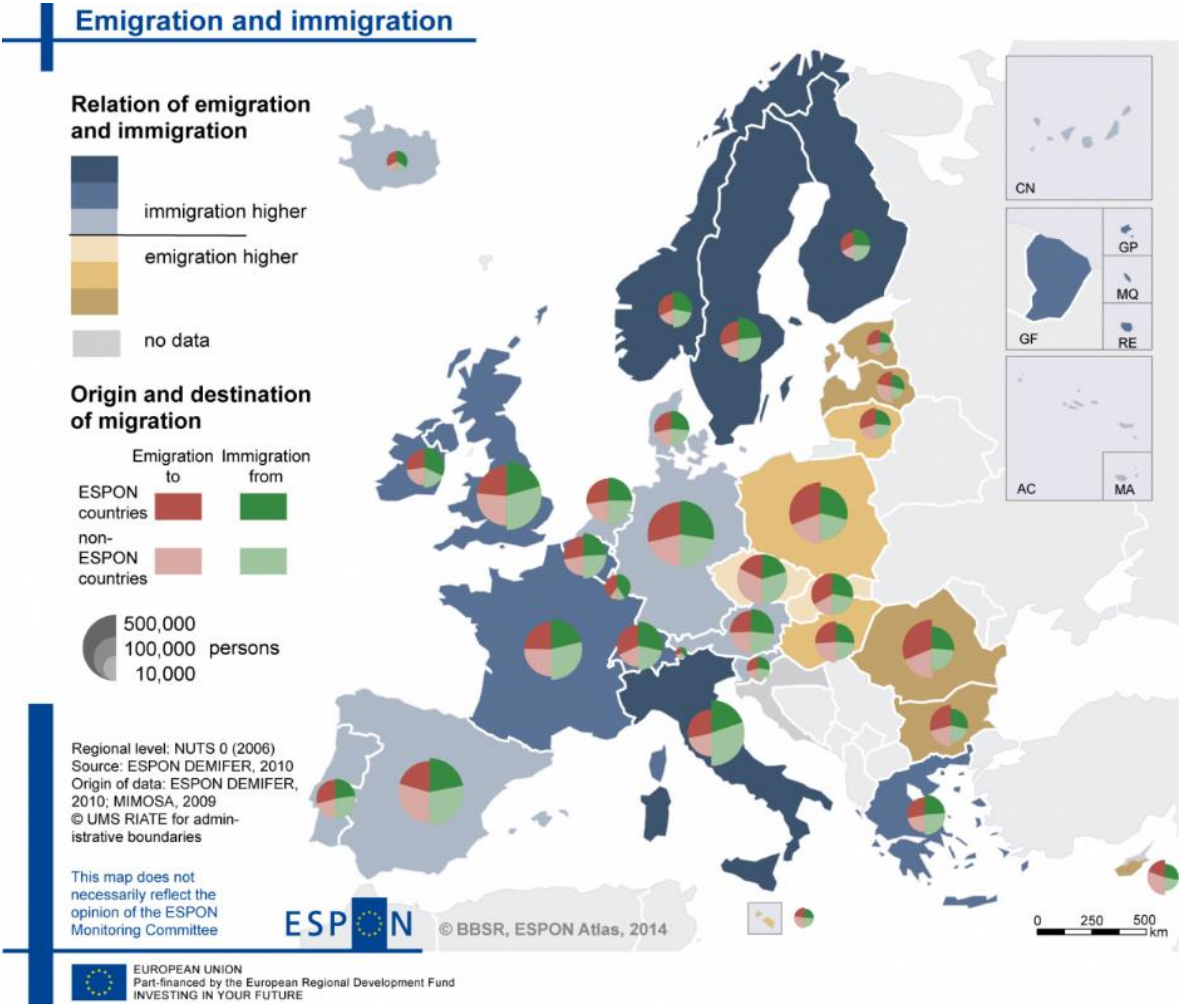 Emigration and immigration
Relation of emigration
and immigration
immigration higher
emigration higher
no data
Origin and destination
of migration
Emigration
to
Immigration
from
ESPON
countries
non-
ESPON
countries
500,000
100,000 persons
10,000
Regional level: NUTS 0 (2006)
Source: ESPON DEMIFER, 2010
Origin of data: ESPON DEMIFER,
2010; MIMOSA, 2009
© UMS RIATE for admin-
istrative boundaries
This map does not
necessarily reflect the
opinion of the ESPON
Monitoring Committee
ESPON
© BBSR, ESPON Atlas, 2014
EUROPEAN UNION
Part-financed by the European Regional Development Fund
INVESTING IN YOUR FUTURE
CN
GF
GP
MQ
RE
AC
MA
0 250 500
km